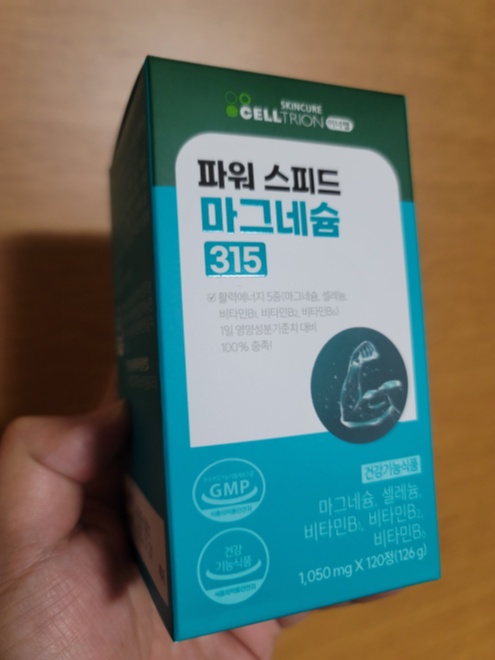 SKINCURE
CELLTRION 이너랩
파워 스피드
마그네슘
315
활력에너지 5종(마그네슘, 셀레늄,
비타민B₁, 비타민B₂, 비타민B₆)
1일 영양성분기준치 대비
100% 충족!
GMP
건강기능식품
마그네슘, 셀레늄,
비타민B₁, 비타민B₂,
비타민B₆
건강
기능식품
1,050 mg X 120정(126 g)